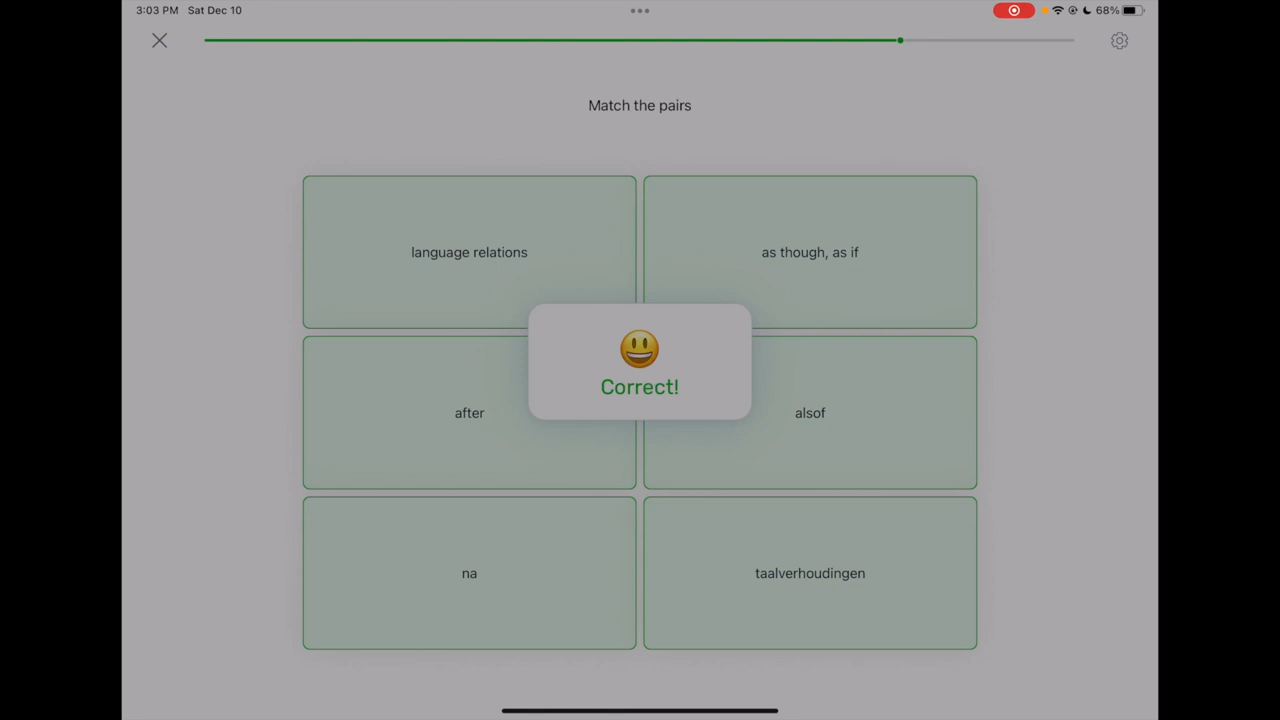 3:03 PM Sat Dec 10
68%
Match the pairs
language relations
as though, as if
Correct!
after
alsof
na
taalverhoudingen